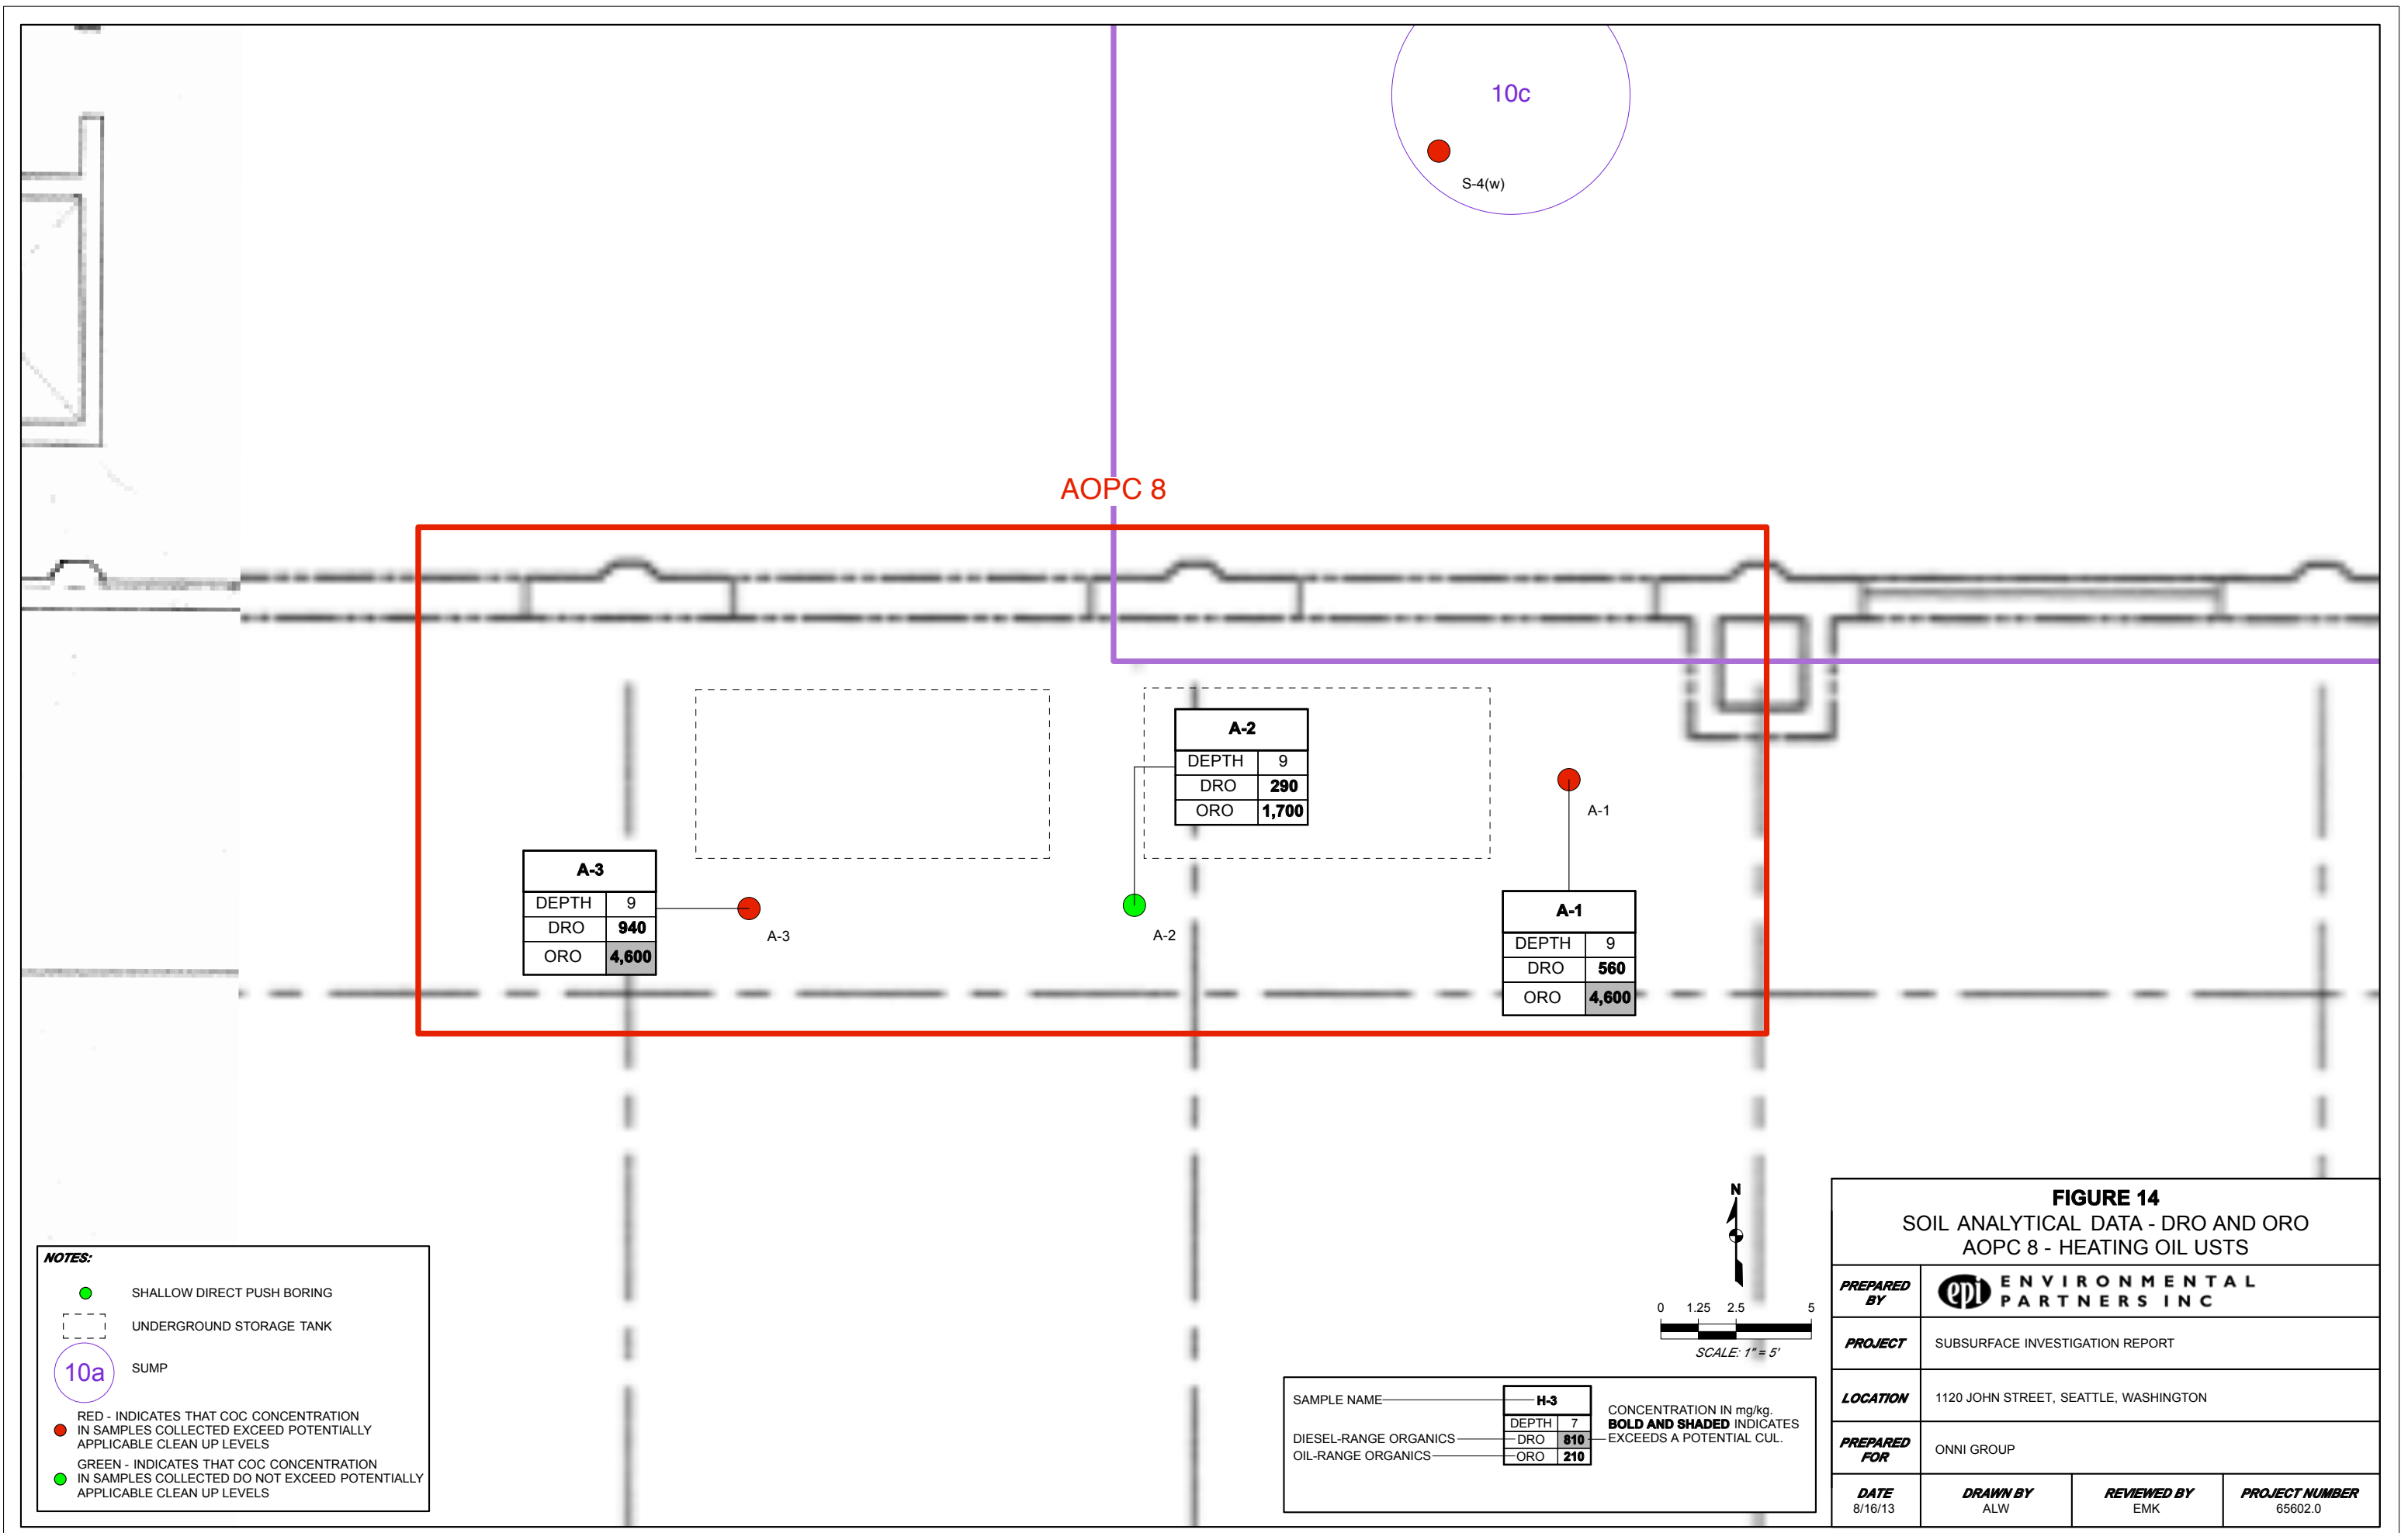 10c
S-4(w)
AOPC 8
A-2
DEPTH 9
DRO 290
ORO 1,700
A-1
A-3
DEPTH 9
DRO 940
ORO 4,600
A-3
A-2
A-1
DEPTH 9
DRO 560
ORO 4,600
NOTES:
SHALLOW DIRECT PUSH BORING
UNDERGROUND STORAGE TANK
10a SUMP
RED - INDICATES THAT COC CONCENTRATION
IN SAMPLES COLLECTED EXCEED POTENTIALLY
APPLICABLE CLEAN UP LEVELS
GREEN - INDICATES THAT COC CONCENTRATION
IN SAMPLES COLLECTED DO NOT EXCEED POTENTIALLY
APPLICABLE CLEAN UP LEVELS
N
0 1.25 2.5 5
SCALE: 1" = 5'
SAMPLE NAME H-3
DEPTH 7
DIESEL-RANGE ORGANICS DRO 810
OIL-RANGE ORGANICS ORO 210
CONCENTRATION IN mg/kg.
BOLD AND SHADED INDICATES
EXCEEDS A POTENTIAL CUL.
FIGURE 14
SOIL ANALYTICAL DATA - DRO AND ORO
AOPC 8 - HEATING OIL USTS
PREPARED
BY
epi ENVIRONMENTAL
PARTNERS INC
PROJECT SUBSURFACE INVESTIGATION REPORT
LOCATION 1120 JOHN STREET, SEATTLE, WASHINGTON
PREPARED
FOR
ONNI GROUP
DATE
8/16/13
DRAWN BY
ALW
REVIEWED BY
EMK
PROJECT NUMBER
65602.0